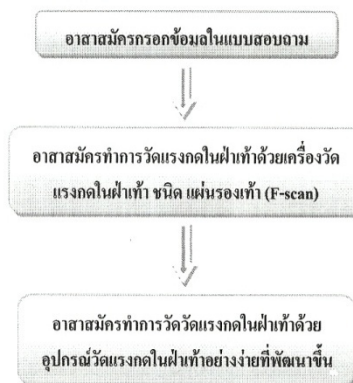 อาสาสมัครกรอกข้อมูลในแบบสอบถาม
อาสาสมัครทำการวัดแรงกดในฝ่าเท้าด้วยเครื่องวัด
แรงกดในฝ่าเท้า ชนิด แผ่นรองเท้า (F-scan)
อาสาสมัครทำการวัดวัดแรงกดในฝ่าเท้าด้วย
อุปกรณ์วัดแรงกดในฝ่าเท้าอย่างง่ายที่พัฒนาขึ้น